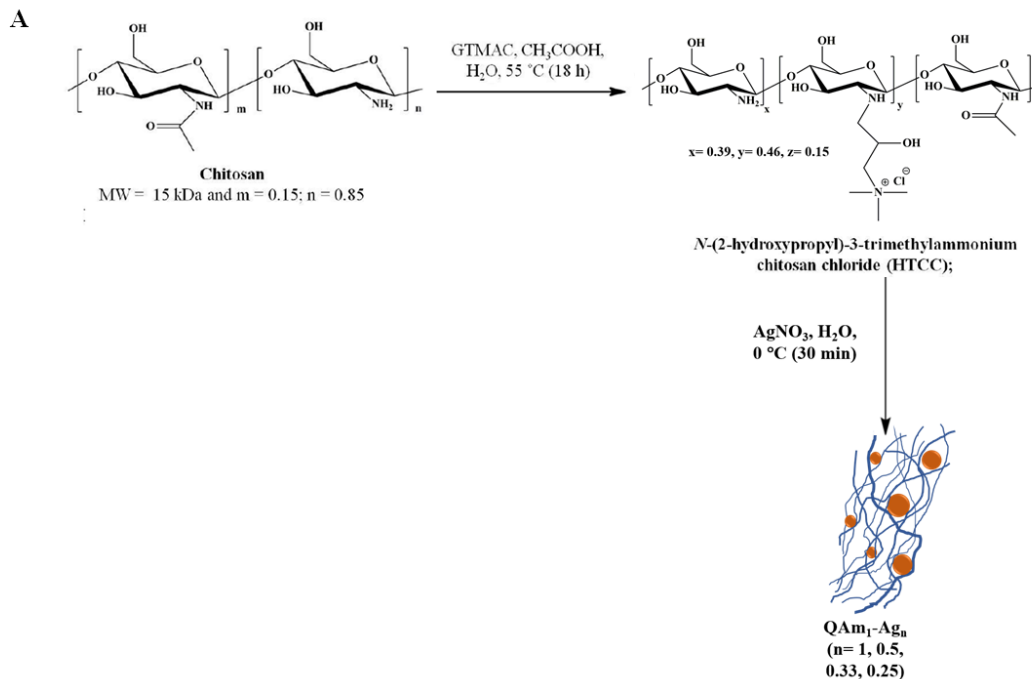 A
OH
O
O
HO
NH
O
m
OH
O
O
HO
NH₂
n
Chitosan
MW = 15 kDa and m = 0.15; n = 0.85
:
GTMAC, CH₃COOH,
H₂O, 55 °C (18 h)
OH
O
O
HO
NH₂
x
OH
O
O
HO
NH
y
OH
N
⊕
Cl
⊖
OH
O
O
HO
NH
O
z
x= 0.39, y= 0.46, z= 0.15
N-(2-hydroxypropyl)-3-trimethylammonium
chitosan chloride (HTCC);
AgNO₃, H₂O,
0 °C (30 min)
QAm₁-Agₙ
(n= 1, 0.5,
0.33, 0.25)